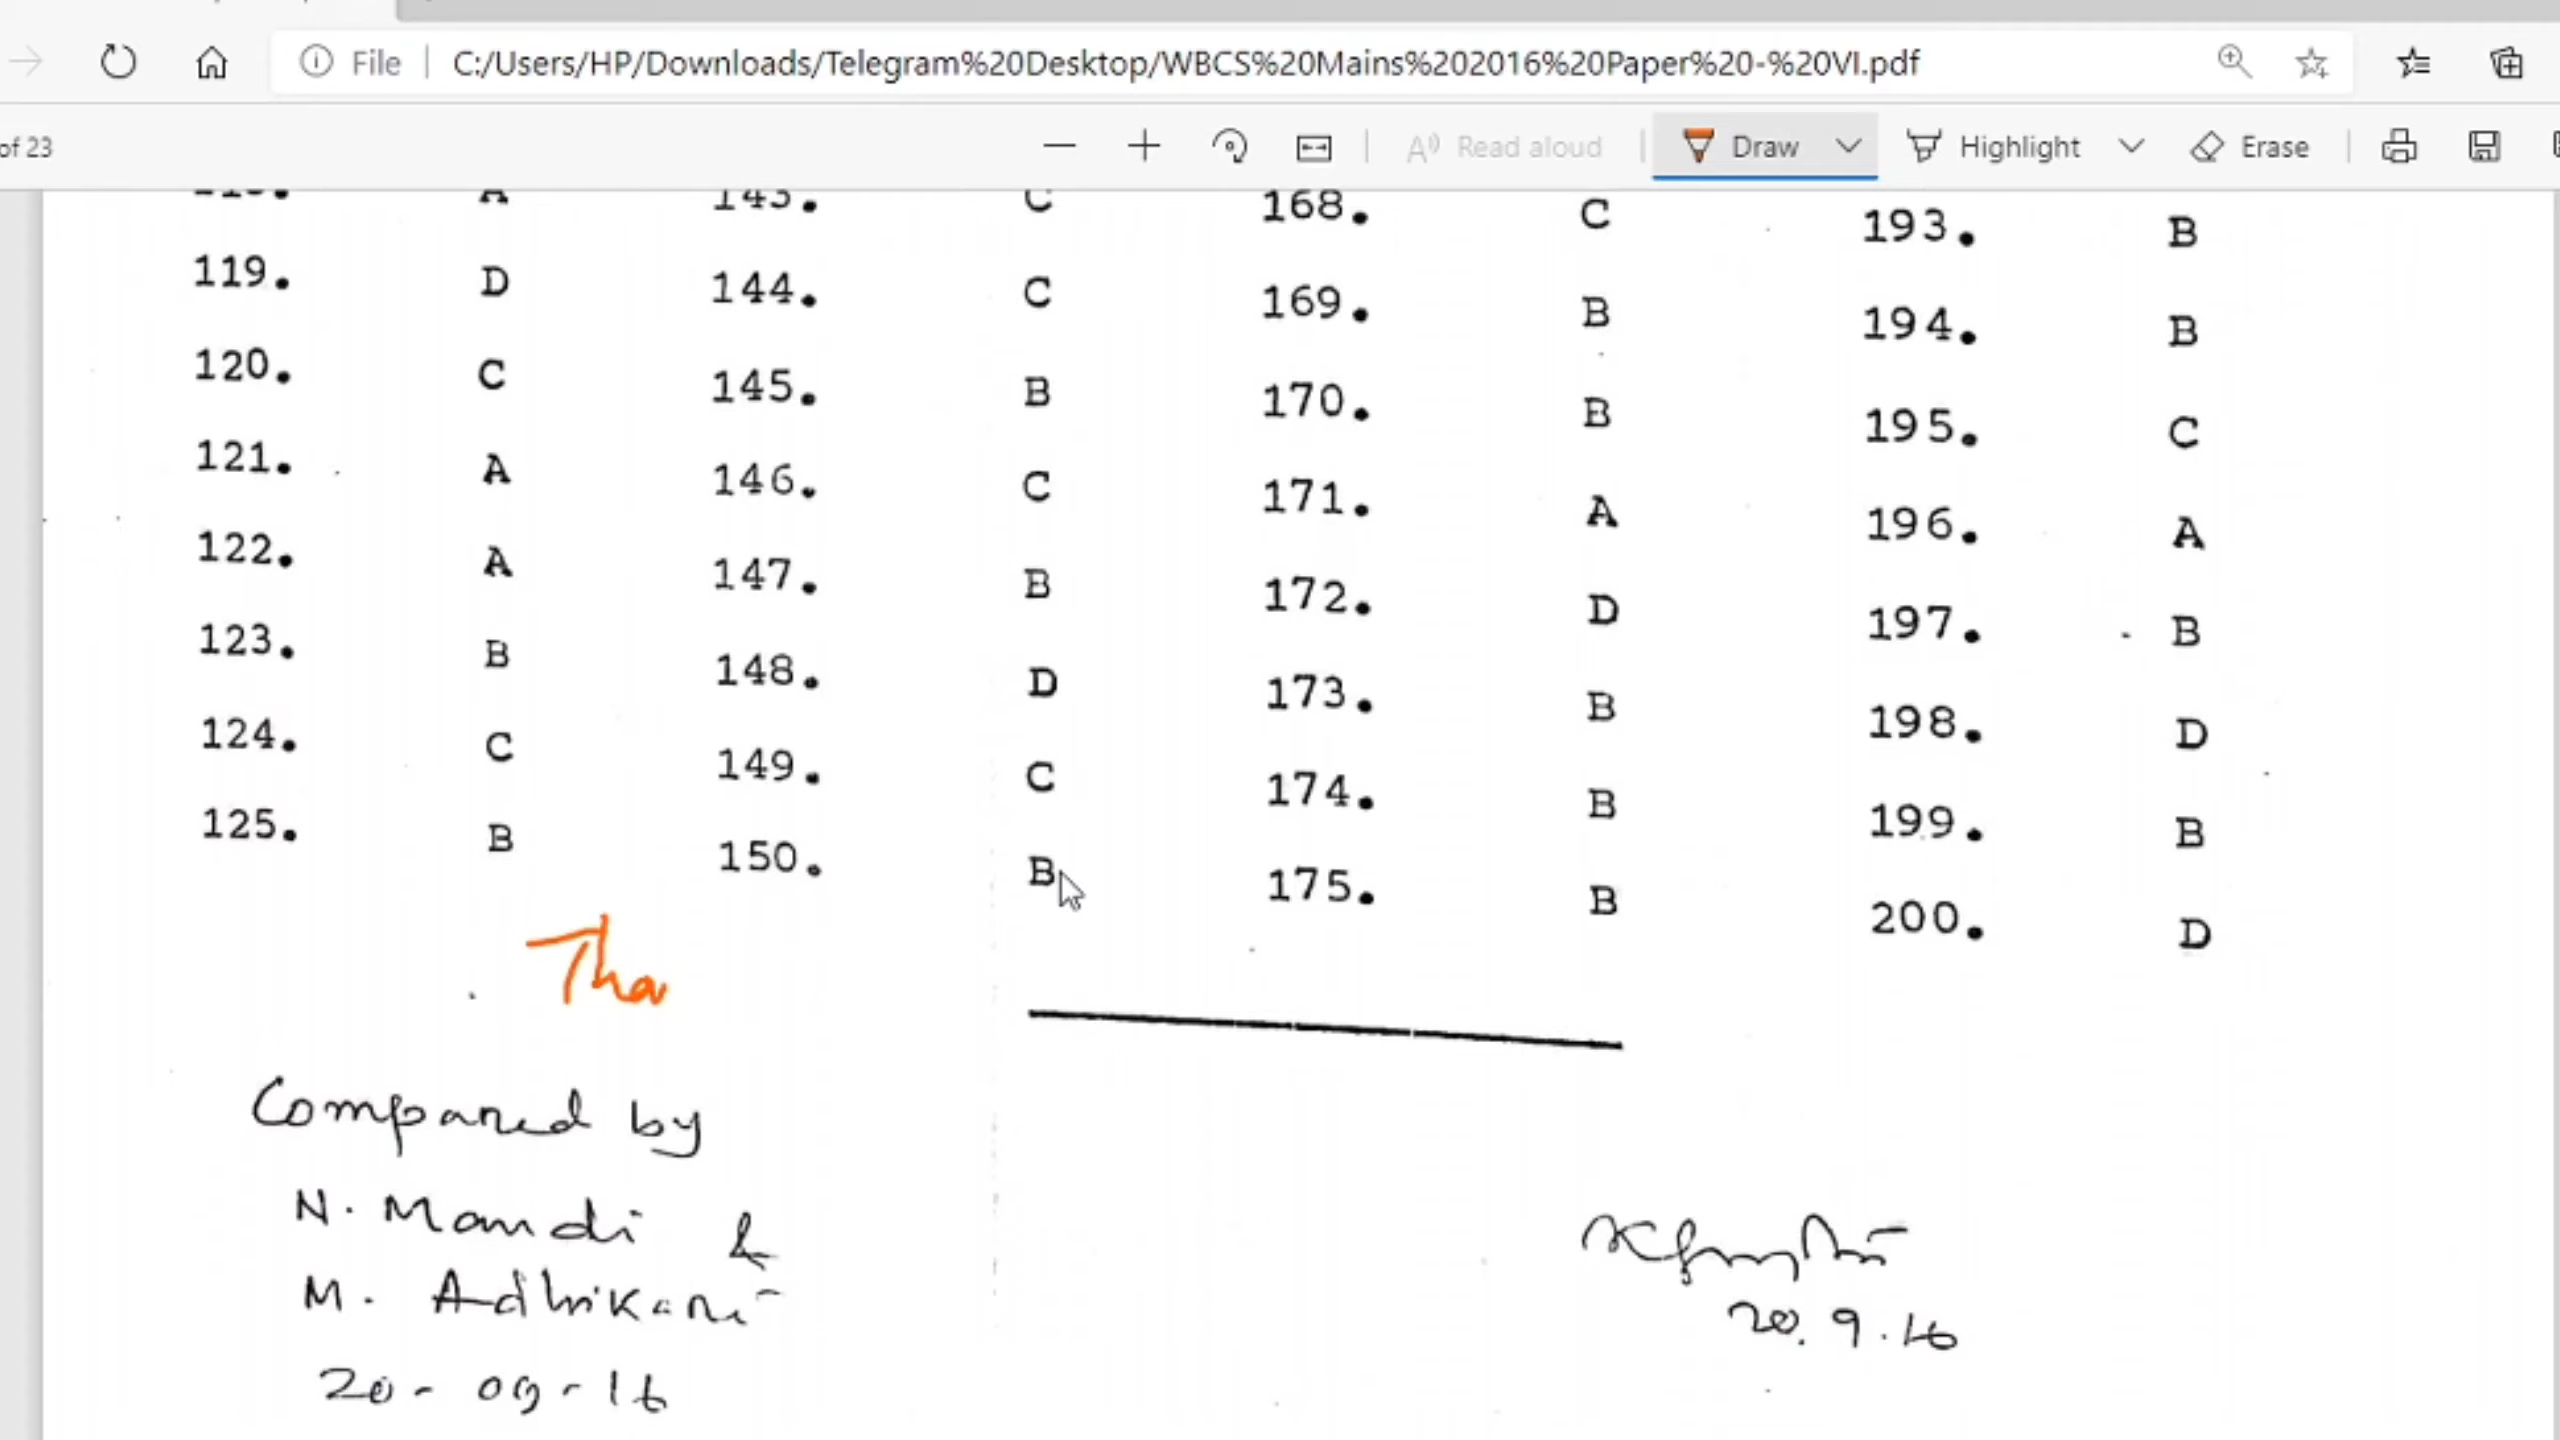 File C:/Users/HP/Downloads/Telegram%20Desktop/WBCS%20Mains%202016%20Paper%20-%20VI.pdf
of 23 Read aloud Draw Highlight Erase
A 143. C 168. C 193. B
119. D 144. C 169. B 194. B
120. C 145. B 170. B 195. C
121. A 146. C 171. A 196. A
122. A 147. B 172. D 197. B
123. B 148. D 173. B 198. D
124. C 149. C 174. B 199. B
125. B 150. B 175. B 200. D
Tha
Compared by
N. Mandi &
M. Adhikari
20-09-16
20.9.16